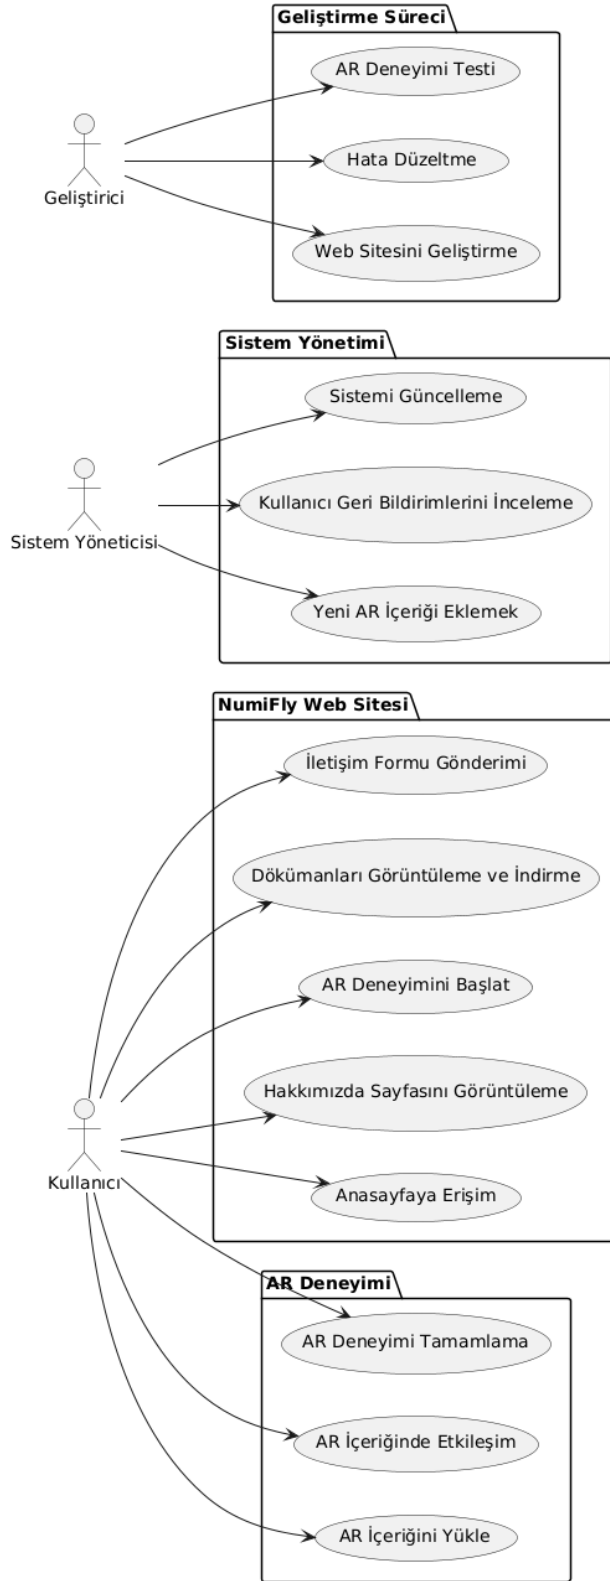 Geliştirme Süreci
AR Deneyimi Testi
Hata Düzeltme
Geliştirici
Web Sitesini Geliştirme
Sistem Yönetimi
Sistemi Güncelleme
Kullanıcı Geri Bildirimlerini İnceleme
Sistem Yöneticisi
Yeni AR İçeriği Eklemek
NumiFly Web Sitesi
İletişim Formu Gönderimi
Dökümanları Görüntüleme ve İndirme
AR Deneyimini Başlat
Hakkımızda Sayfasını Görüntüleme
Kullanıcı
Anasayfaya Erişim
AR Deneyimi
AR Deneyimi Tamamlama
AR İçeriğinde Etkileşim
AR İçeriğini Yükle